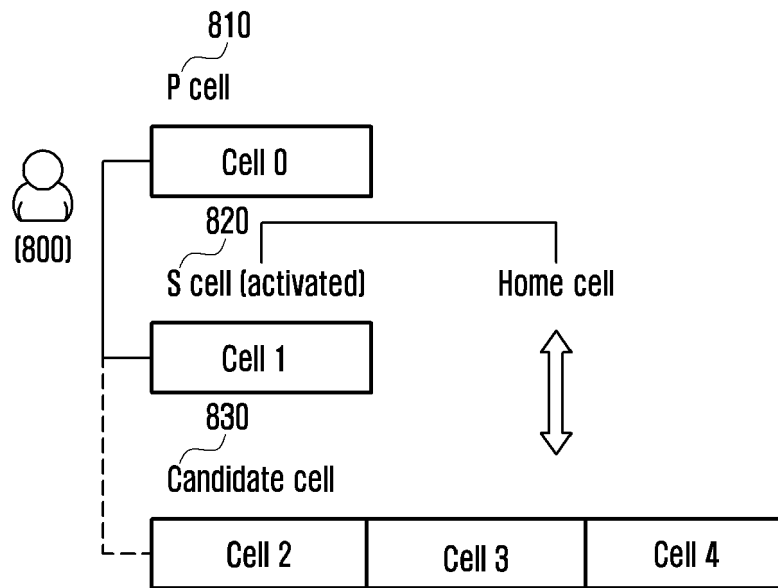 810
P cell
Cell 0
(800)
820
S cell (activated) Home cell
Cell 1
830
Candidate cell
Cell 2 Cell 3 Cell 4